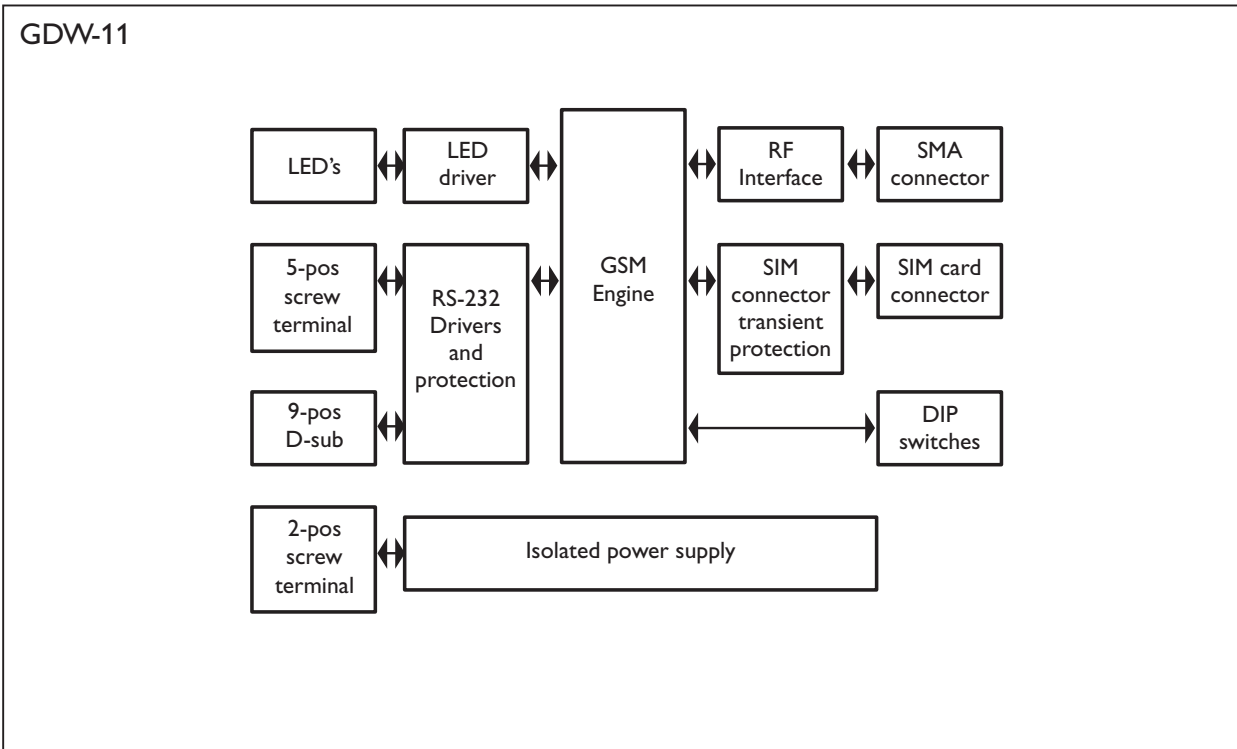 GDW-11
LED's
LED
driver
GSM
Engine
RF
Interface
SMA
connector
5-pos
screw
terminal
RS-232
Drivers
and
protection
SIM
connector
transient
protection
SIM card
connector
9-pos
D-sub
DIP
switches
2-pos
screw
terminal
Isolated power supply